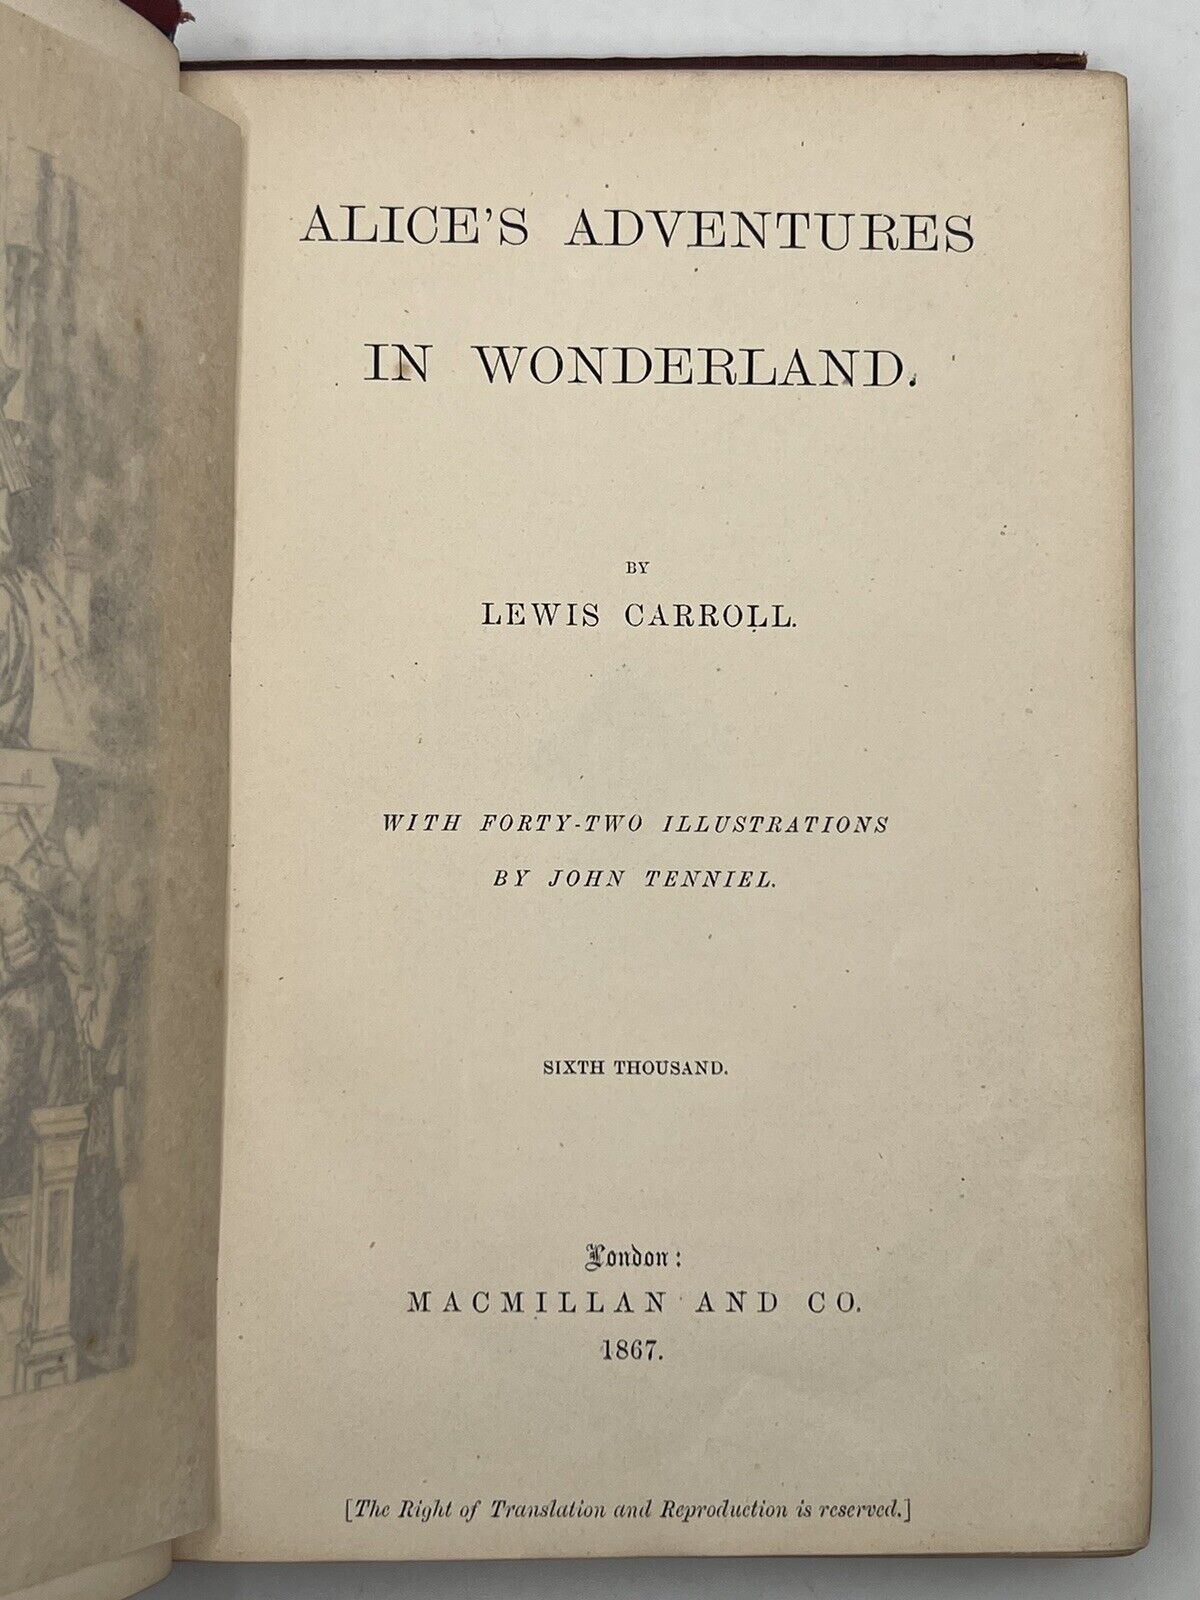 ALICE'S ADVENTURES
IN WONDERLAND.
BY
LEWIS CARROLL.
WITH FORTY-TWO ILLUSTRATIONS
BY JOHN TENNIEL.
SIXTH THOUSAND.
London:
MACMILLAN AND CO.
1867.
[The Right of Translation and Reproduction is reserved.]